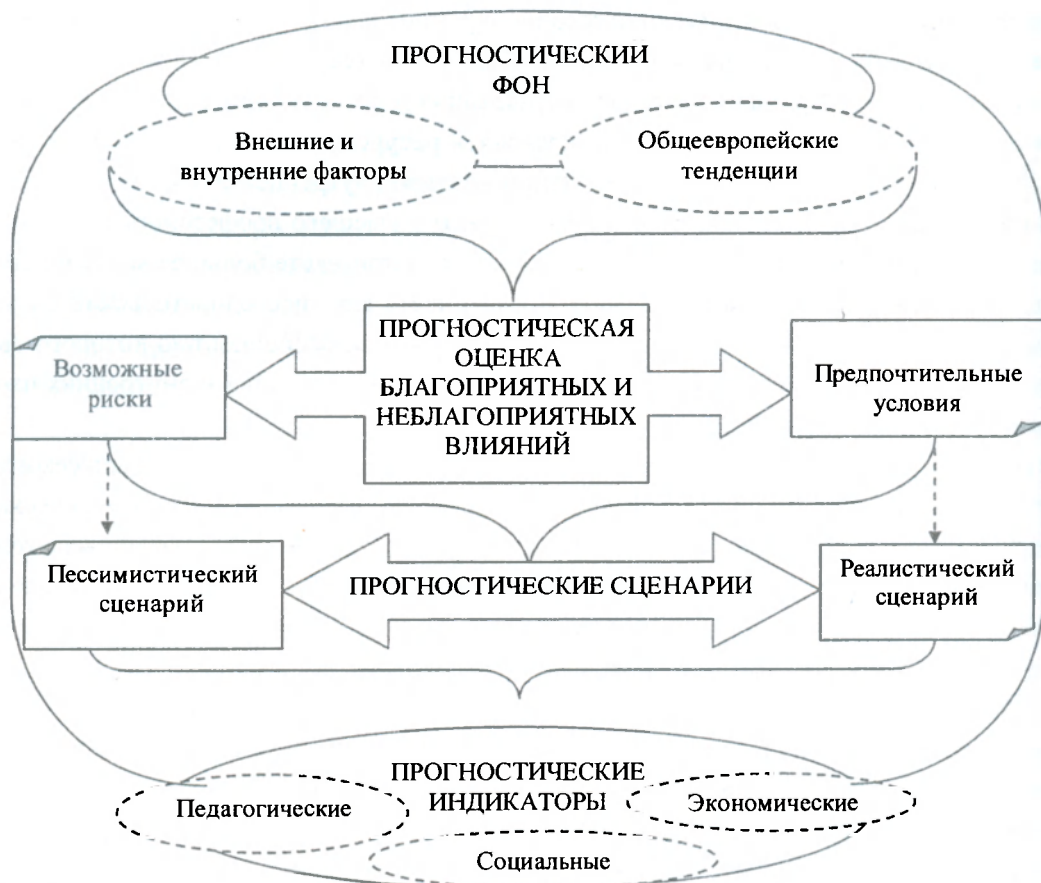 ПРОГНОСТИЧЕСКИЙ
ФОН
Внешние и
внутренние факторы
Общеевропейские
тенденции
ПРОГНОСТИЧЕСКАЯ
ОЦЕНКА
БЛАГОПРИЯТНЫХ И
НЕБЛАГОПРИЯТНЫХ
ВЛИЯНИЙ
Возможные
риски
Предпочтительные
условия
Пессимистический
сценарий
ПРОГНОСТИЧЕСКИЕ СЦЕНАРИИ
Реалистический
сценарий
ПРОГНОСТИЧЕСКИЕ
ИНДИКАТОРЫ
Педагогические
Экономические
Социальные